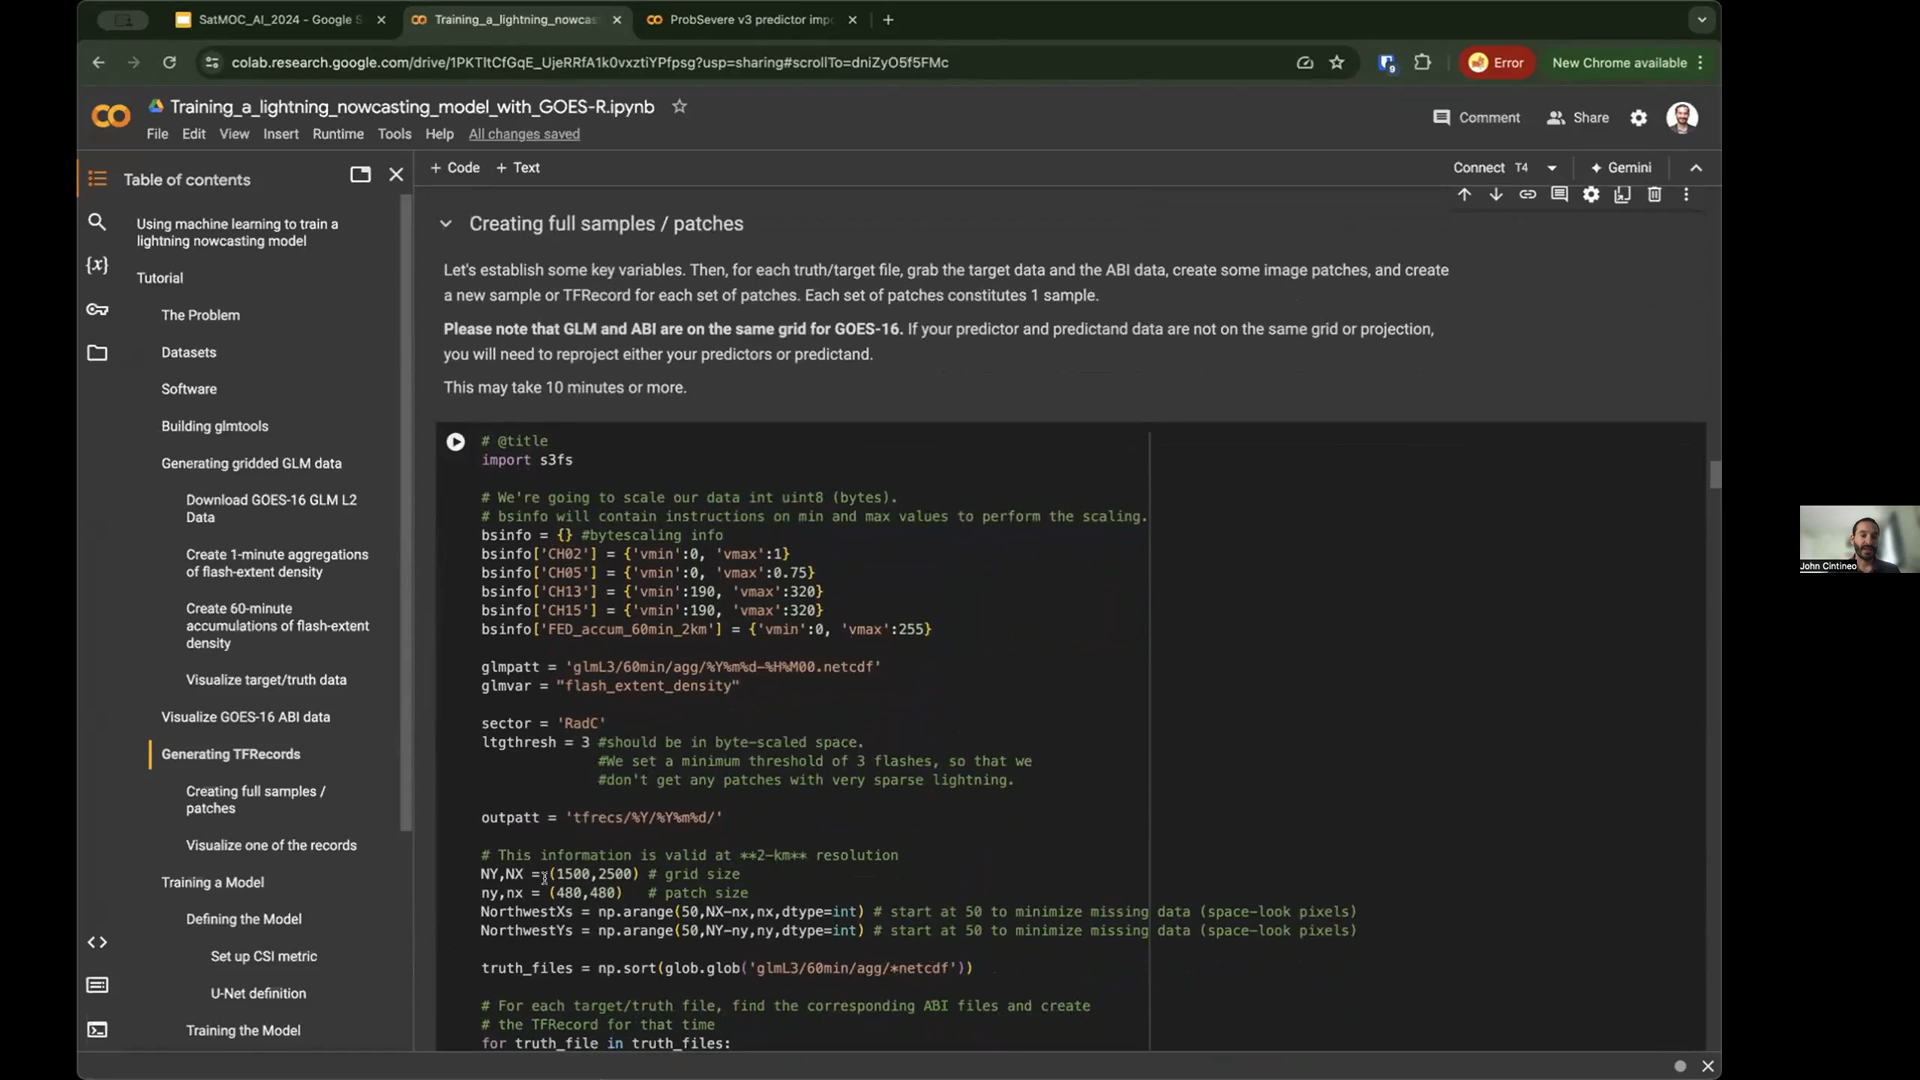 SatMOC_AI_2024 - Google S
Training_a_lightning_nowcas
ProbSevere v3 predictor imp
colab.research.google.com/drive/1PKTItCfGqE_UjeRRfA1k0vxztiYPfpsg?usp=sharing#scrollTo=dniZyO5f5FMc
9
Error
New Chrome available
Training_a_lightning_nowcasting_model_with_GOES-R.ipynb
Comment
Share
File Edit View Insert Runtime Tools Help All changes saved
Table of contents
+ Code + Text
Connect T4
Gemini
Using machine learning to train a
lightning nowcasting model
Tutorial
The Problem
Datasets
Software
Building glmtools
Generating gridded GLM data
Download GOES-16 GLM L2
Data
Create 1-minute aggregations
of flash-extent density
Create 60-minute
accumulations of flash-extent
density
Visualize target/truth data
Visualize GOES-16 ABI data
Generating TFRecords
Creating full samples /
patches
Visualize one of the records
Training a Model
Defining the Model
Set up CSI metric
U-Net definition
Training the Model
Creating full samples / patches
Let's establish some key variables. Then, for each truth/target file, grab the target data and the ABI data, create some image patches, and create
a new sample or TFRecord for each set of patches. Each set of patches constitutes 1 sample.
Please note that GLM and ABI are on the same grid for GOES-16. If your predictor and predictand data are not on the same grid or projection,
you will need to reproject either your predictors or predictand.
This may take 10 minutes or more.
# @title
import s3fs
# We're going to scale our data int uint8 (bytes).
# bsinfo will contain instructions on min and max values to perform the scaling.
bsinfo = {} #bytescaling info
bsinfo['CH02'] = {'vmin':0, 'vmax':1}
bsinfo['CH05'] = {'vmin':0, 'vmax':0.75}
bsinfo['CH13'] = {'vmin':190, 'vmax':320}
bsinfo['CH15'] = {'vmin':190, 'vmax':320}
bsinfo['FED_accum_60min_2km'] = {'vmin':0, 'vmax':255}
glmpatt = 'glmL3/60min/agg/%Y%m%d-%H%M00.netcdf'
glmvar = "flash_extent_density"
sector = 'RadC'
ltgthresh = 3 #should be in byte-scaled space.
#We set a minimum threshold of 3 flashes, so that we
#don't get any patches with very sparse lightning.
outpatt = 'tfrecs/%Y/%Y%m%d/'
# This information is valid at **2-km** resolution
NY,NX = (1500,2500) # grid size
ny,nx = (480,480) # patch size
NorthwestXs = np.arange(50,NX-nx,nx,dtype=int) # start at 50 to minimize missing data (space-look pixels)
NorthwestYs = np.arange(50,NY-ny,ny,dtype=int) # start at 50 to minimize missing data (space-look pixels)
truth_files = np.sort(glob.glob('glmL3/60min/agg/*netcdf'))
# For each target/truth file, find the corresponding ABI files and create
# the TFRecord for that time
for truth_file in truth_files:
John Cintineo